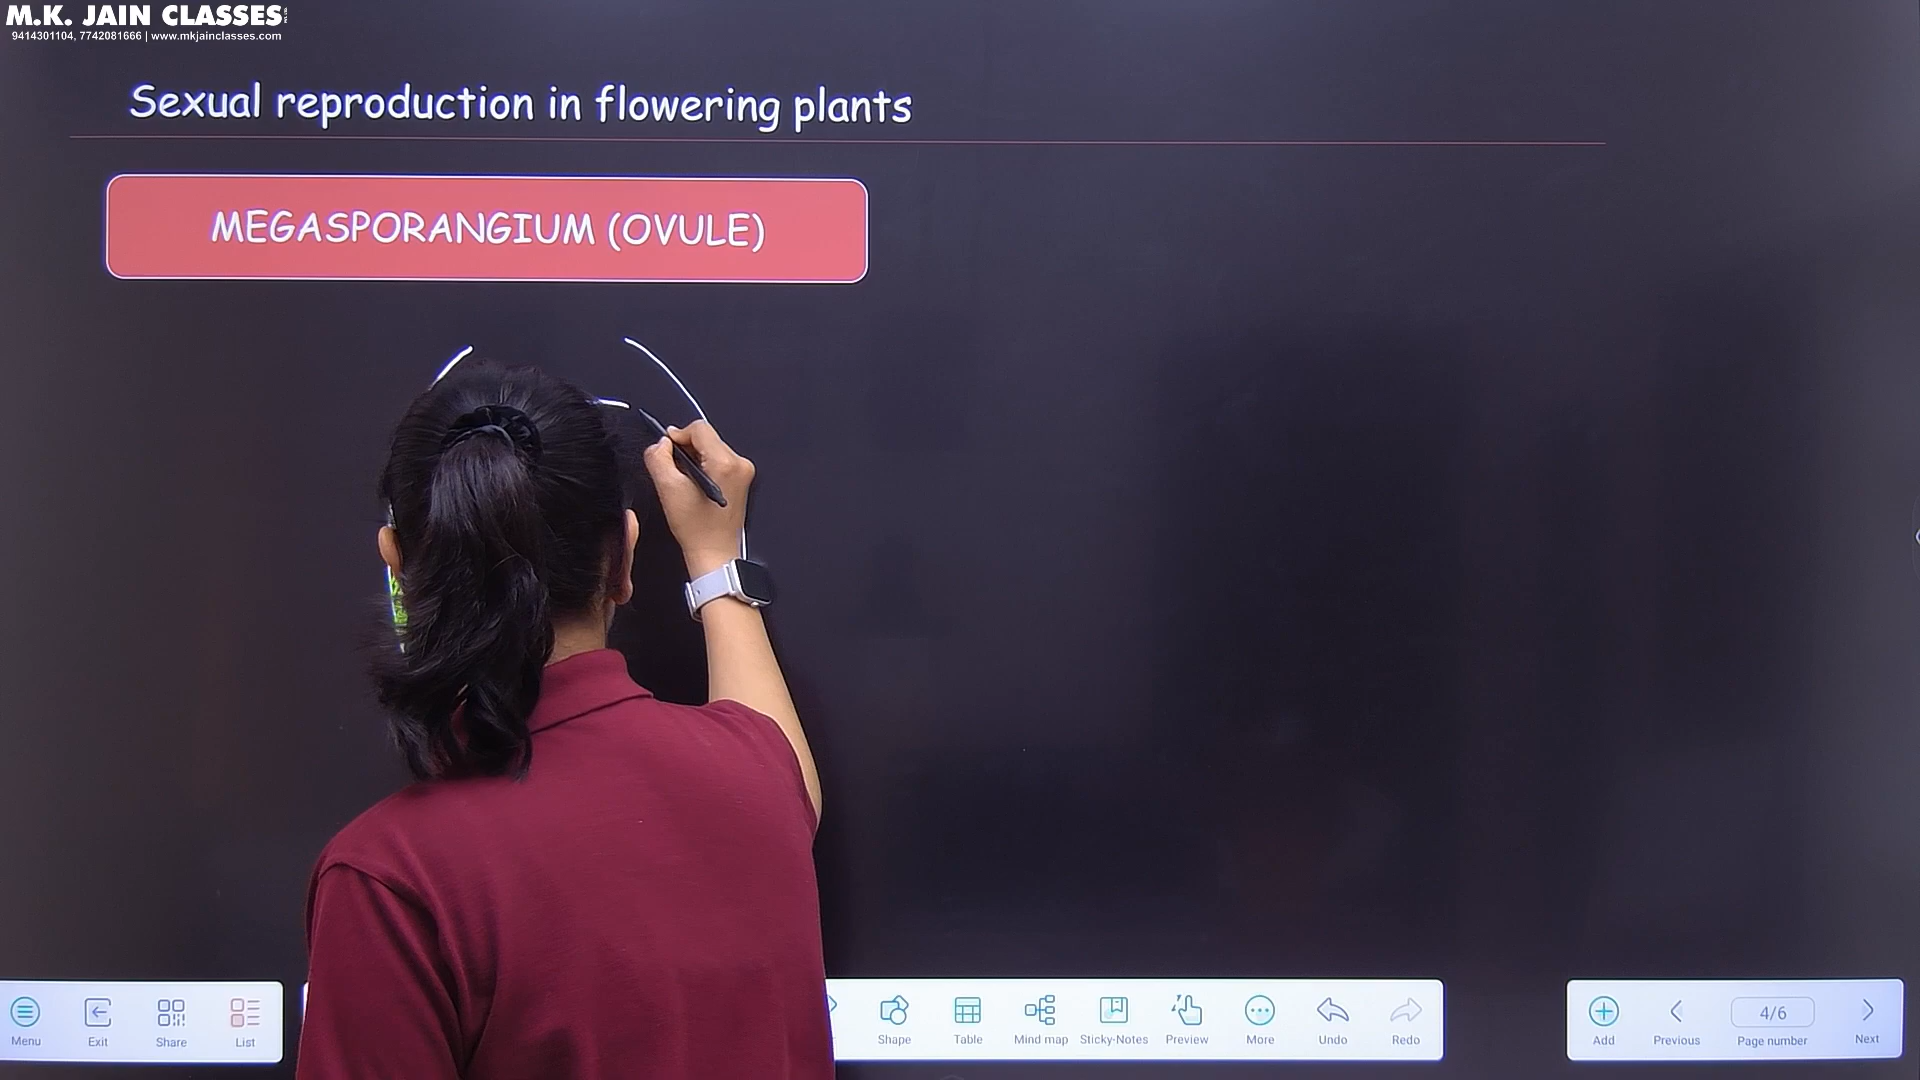 M.K. JAIN CLASSES
9414301104, 7742081666 | www.mkjainclasses.com
Sexual reproduction in flowering plants
MEGASPORANGIUM (OVULE)
Menu Exit Share List Shape Table Mind map Sticky-Notes Preview More Undo Redo Add Previous 4/6 Page number Next